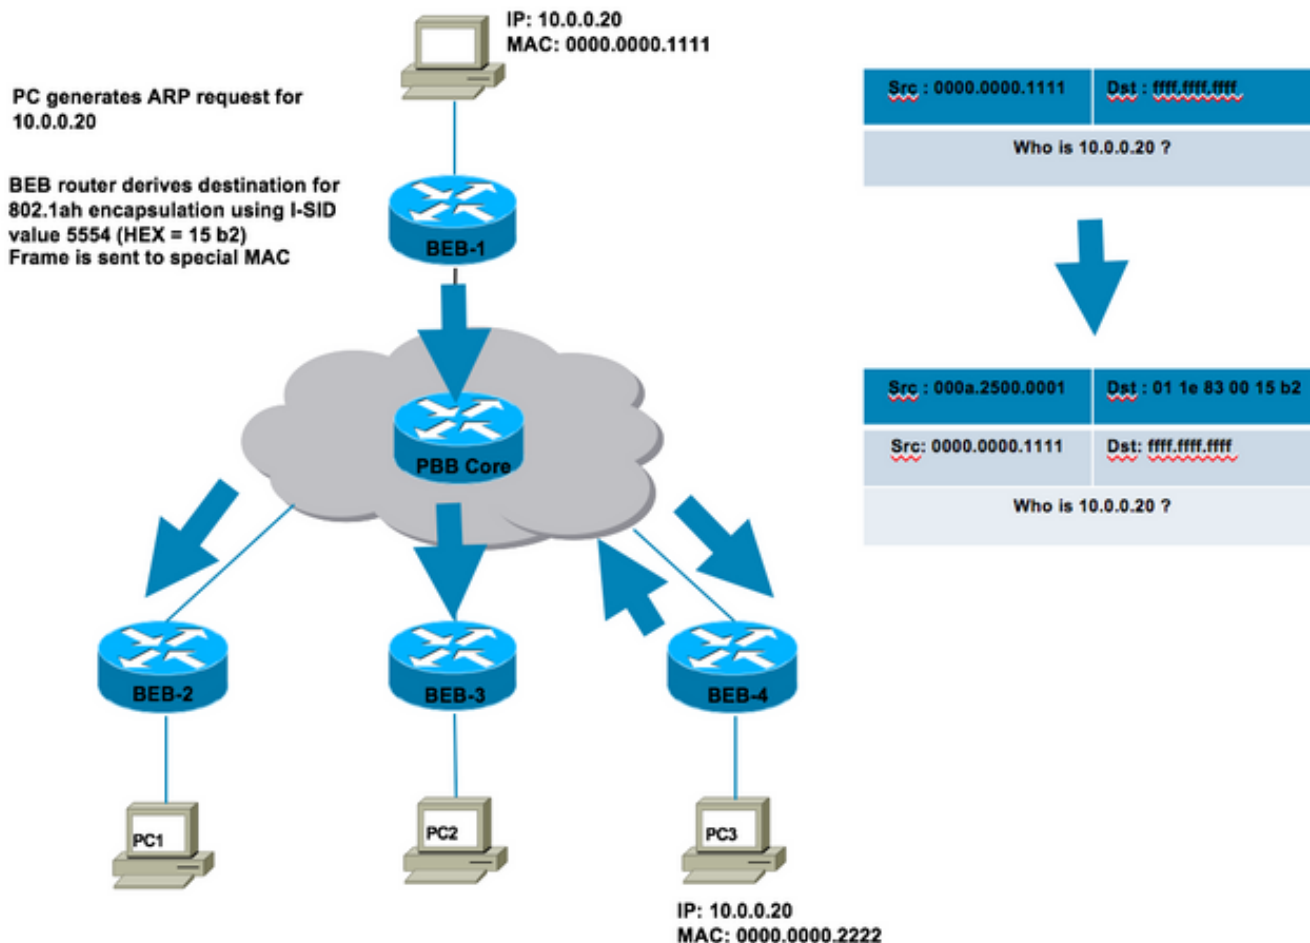 IP: 10.0.0.20
MAC: 0000.0000.1111
PC generates ARP request for
10.0.0.20
BEB router derives destination for
802.1ah encapsulation using I-SID
value 5554 (HEX = 15 b2)
Frame is sent to special MAC
BEB-1
PBB Core
BEB-2
BEB-3
BEB-4
PC1
PC2
PC3
IP: 10.0.0.20
MAC: 0000.0000.2222
Src : 0000.0000.1111 Dst : ffff.ffff.ffff
Who is 10.0.0.20 ?
Src : 000a.2500.0001 Dst : 01 1e 83 00 15 b2
Src: 0000.0000.1111 Dst: ffff.ffff.ffff
Who is 10.0.0.20 ?